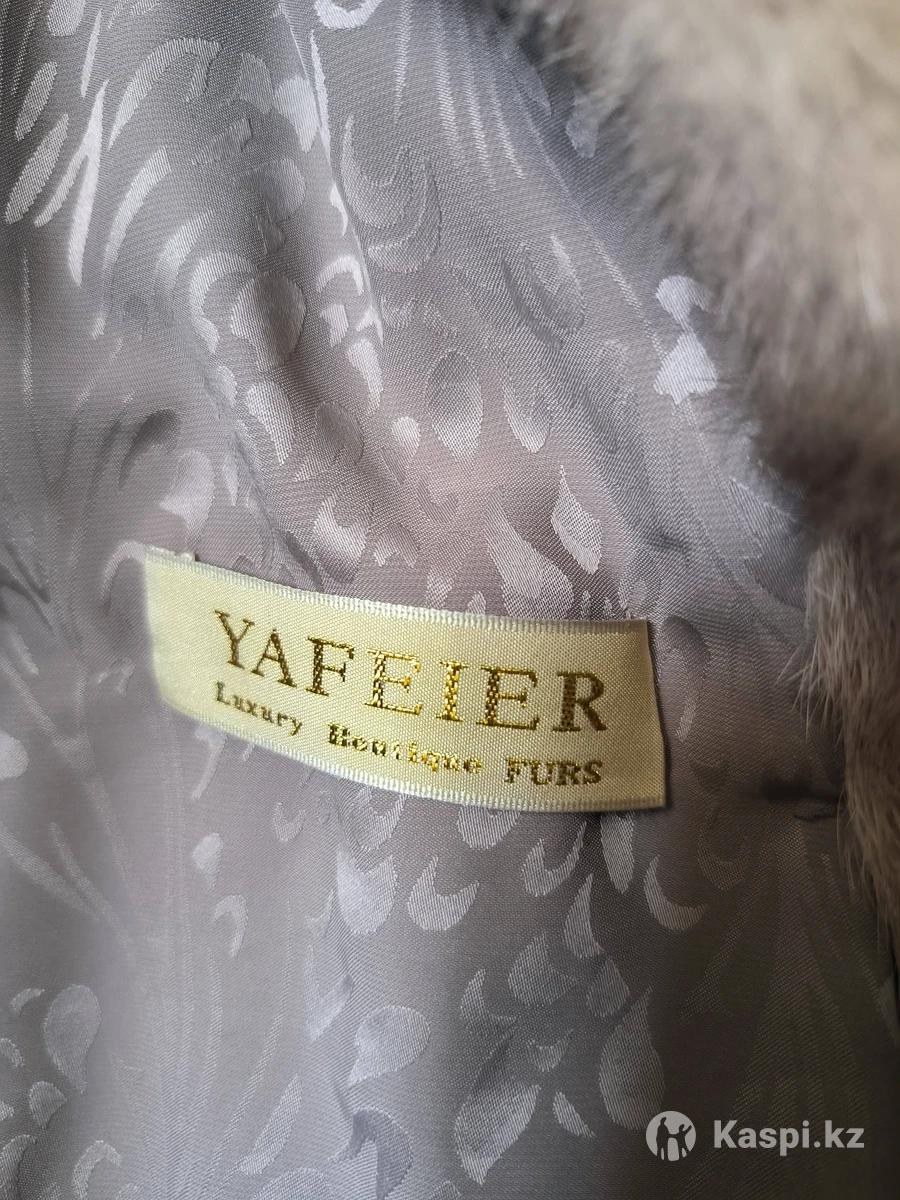 YAFEIER
Luxury Boutique FURS
Kaspi.kz